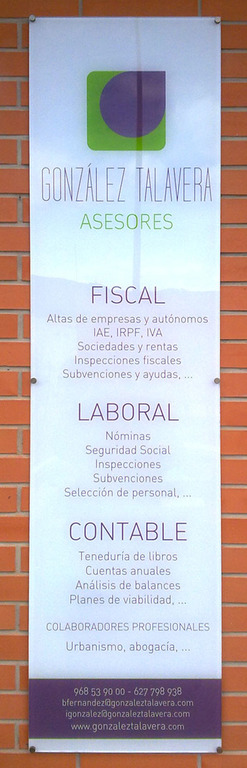 GONZÁLEZ TALAVERA
ASESORES
FISCAL
Altas de empresas y autónomos
IAE, IRPF, IVA
Sociedades y rentas
Inspecciones fiscales
Subvenciones y ayudas, ...
LABORAL
Nóminas
Seguridad Social
Inspecciones
Subvenciones
Selección de personal, ...
CONTABLE
Teneduría de libros
Cuentas anuales
Análisis de balances
Planes de viabilidad, ...
COLABORADORES PROFESIONALES
Urbanismo, abogacía, ...
968 53 90 00 - 627 798 938
bfernandez@gonzaleztalavera.com
igonzalez@gonzaleztalavera.com
www.gonzaleztalavera.com